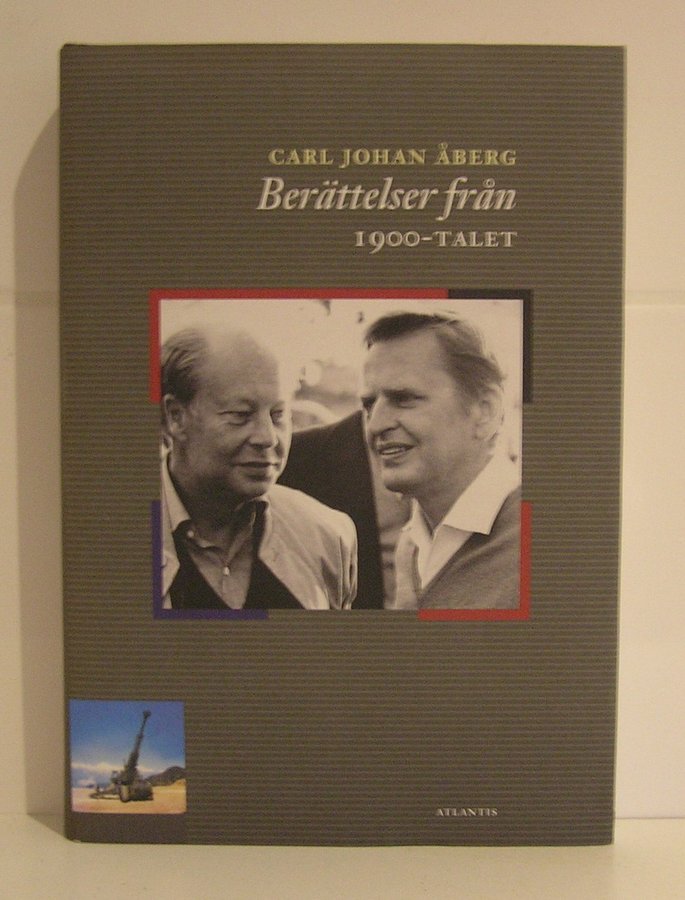 CARL JOHAN ÅBERG
Berättelser från
1900-TALET
ATLANTIS